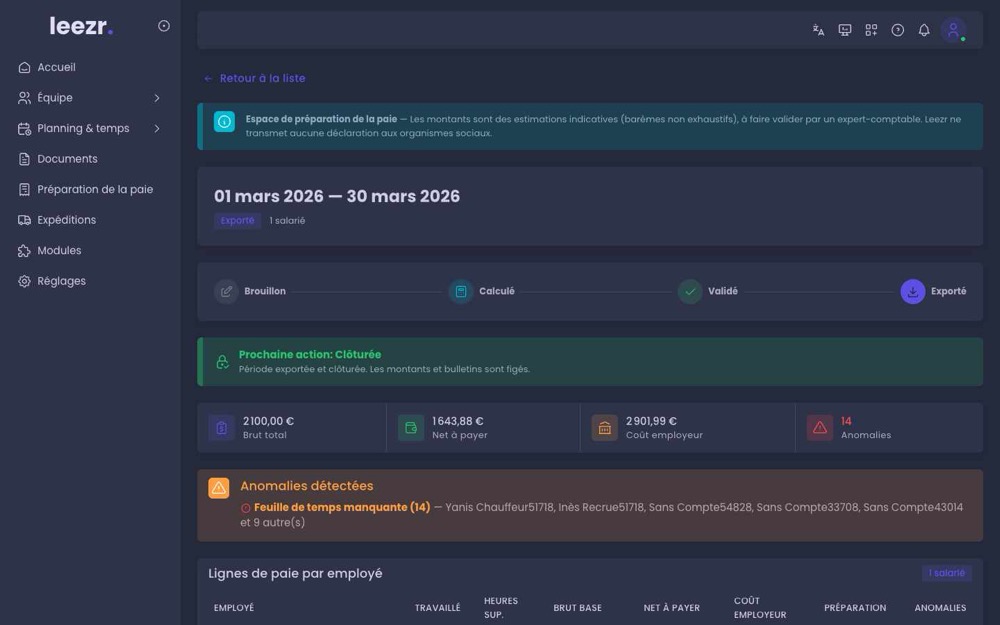 leezr.
Accueil
Équipe
Planning & temps
Documents
Préparation de la paie
Expéditions
Modules
Réglages
← Retour à la liste
Espace de préparation de la paie — Les montants sont des estimations indicatives (barèmes non exhaustifs), à faire valider par un expert-comptable. Leezr ne
transmet aucune déclaration aux organismes sociaux.
01 mars 2026 — 30 mars 2026
Exporté 1 salarié
Brouillon Calculé Validé Exporté
Prochaine action: Clôturée
Période exportée et clôturée. Les montants et bulletins sont figés.
2 100,00 € 1 643,88 € 2 901,99 € 14
Brut total Net à payer Coût employeur Anomalies
Anomalies détectées
Feuille de temps manquante (14) — Yanis Chauffeur51718, Inès Recrue51718, Sans Compte54828, Sans Compte33708, Sans Compte43014
et 9 autre(s)
Lignes de paie par employé 1 salarié
EMPLOYÉ TRAVAILLÉ HEURES SUP. BRUT BASE NET À PAYER COÛT EMPLOYEUR PRÉPARATION ANOMALIES